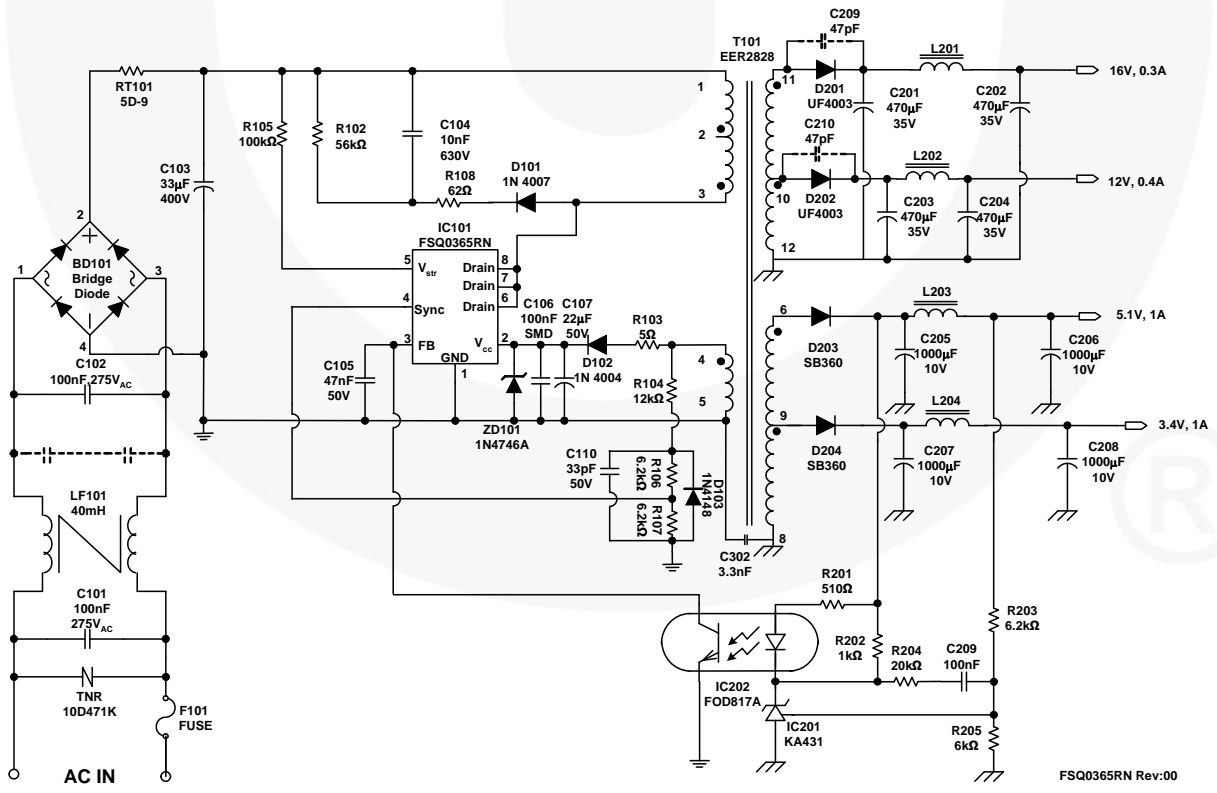 C209
47pF
T101
EER2828
L201
16V, 0.3A
RT101
5D-9
1
11
D201
UF4003
C201
470µF
35V
C202
470µF
35V
R105
100kΩ
R102
56kΩ
C104
10nF
630V
2
C210
47pF
L202
C103
33µF
400V
R108
62Ω
D101
1N 4007
3
10
D202
UF4003
12V, 0.4A
C203
470µF
35V
C204
470µF
35V
2
IC101
FSQ0365RN
12
1
BD101
Bridge
Diode
3
5
Vstr
Drain
8
Drain
7
Drain
6
4
Sync
C106
100nF
SMD
C107
22µF
50V
L203
6
5.1V, 1A
R103
5Ω
3
FB
Vcc
2
GND
1
D102
1N 4004
D203
SB360
C205
1000µF
10V
C206
1000µF
10V
4
C102
100nF,275VAC
C105
47nF
50V
4
R104
12kΩ
5
ZD101
1N4746A
9
L204
3.4V, 1A
D204
SB360
C207
1000µF
10V
C208
1000µF
10V
C110
33pF
50V
R106
6.2kΩ
R107
6.2kΩ
D103
1N4148
LF101
40mH
C302
3.3nF
8
R201
510Ω
C101
100nF
275VAC
R203
6.2kΩ
R202
1kΩ
R204
20kΩ
C209
100nF
TNR
10D471K
IC202
FOD817A
F101
FUSE
IC201
KA431
R205
6kΩ
AC IN
FSQ0365RN Rev:00
®